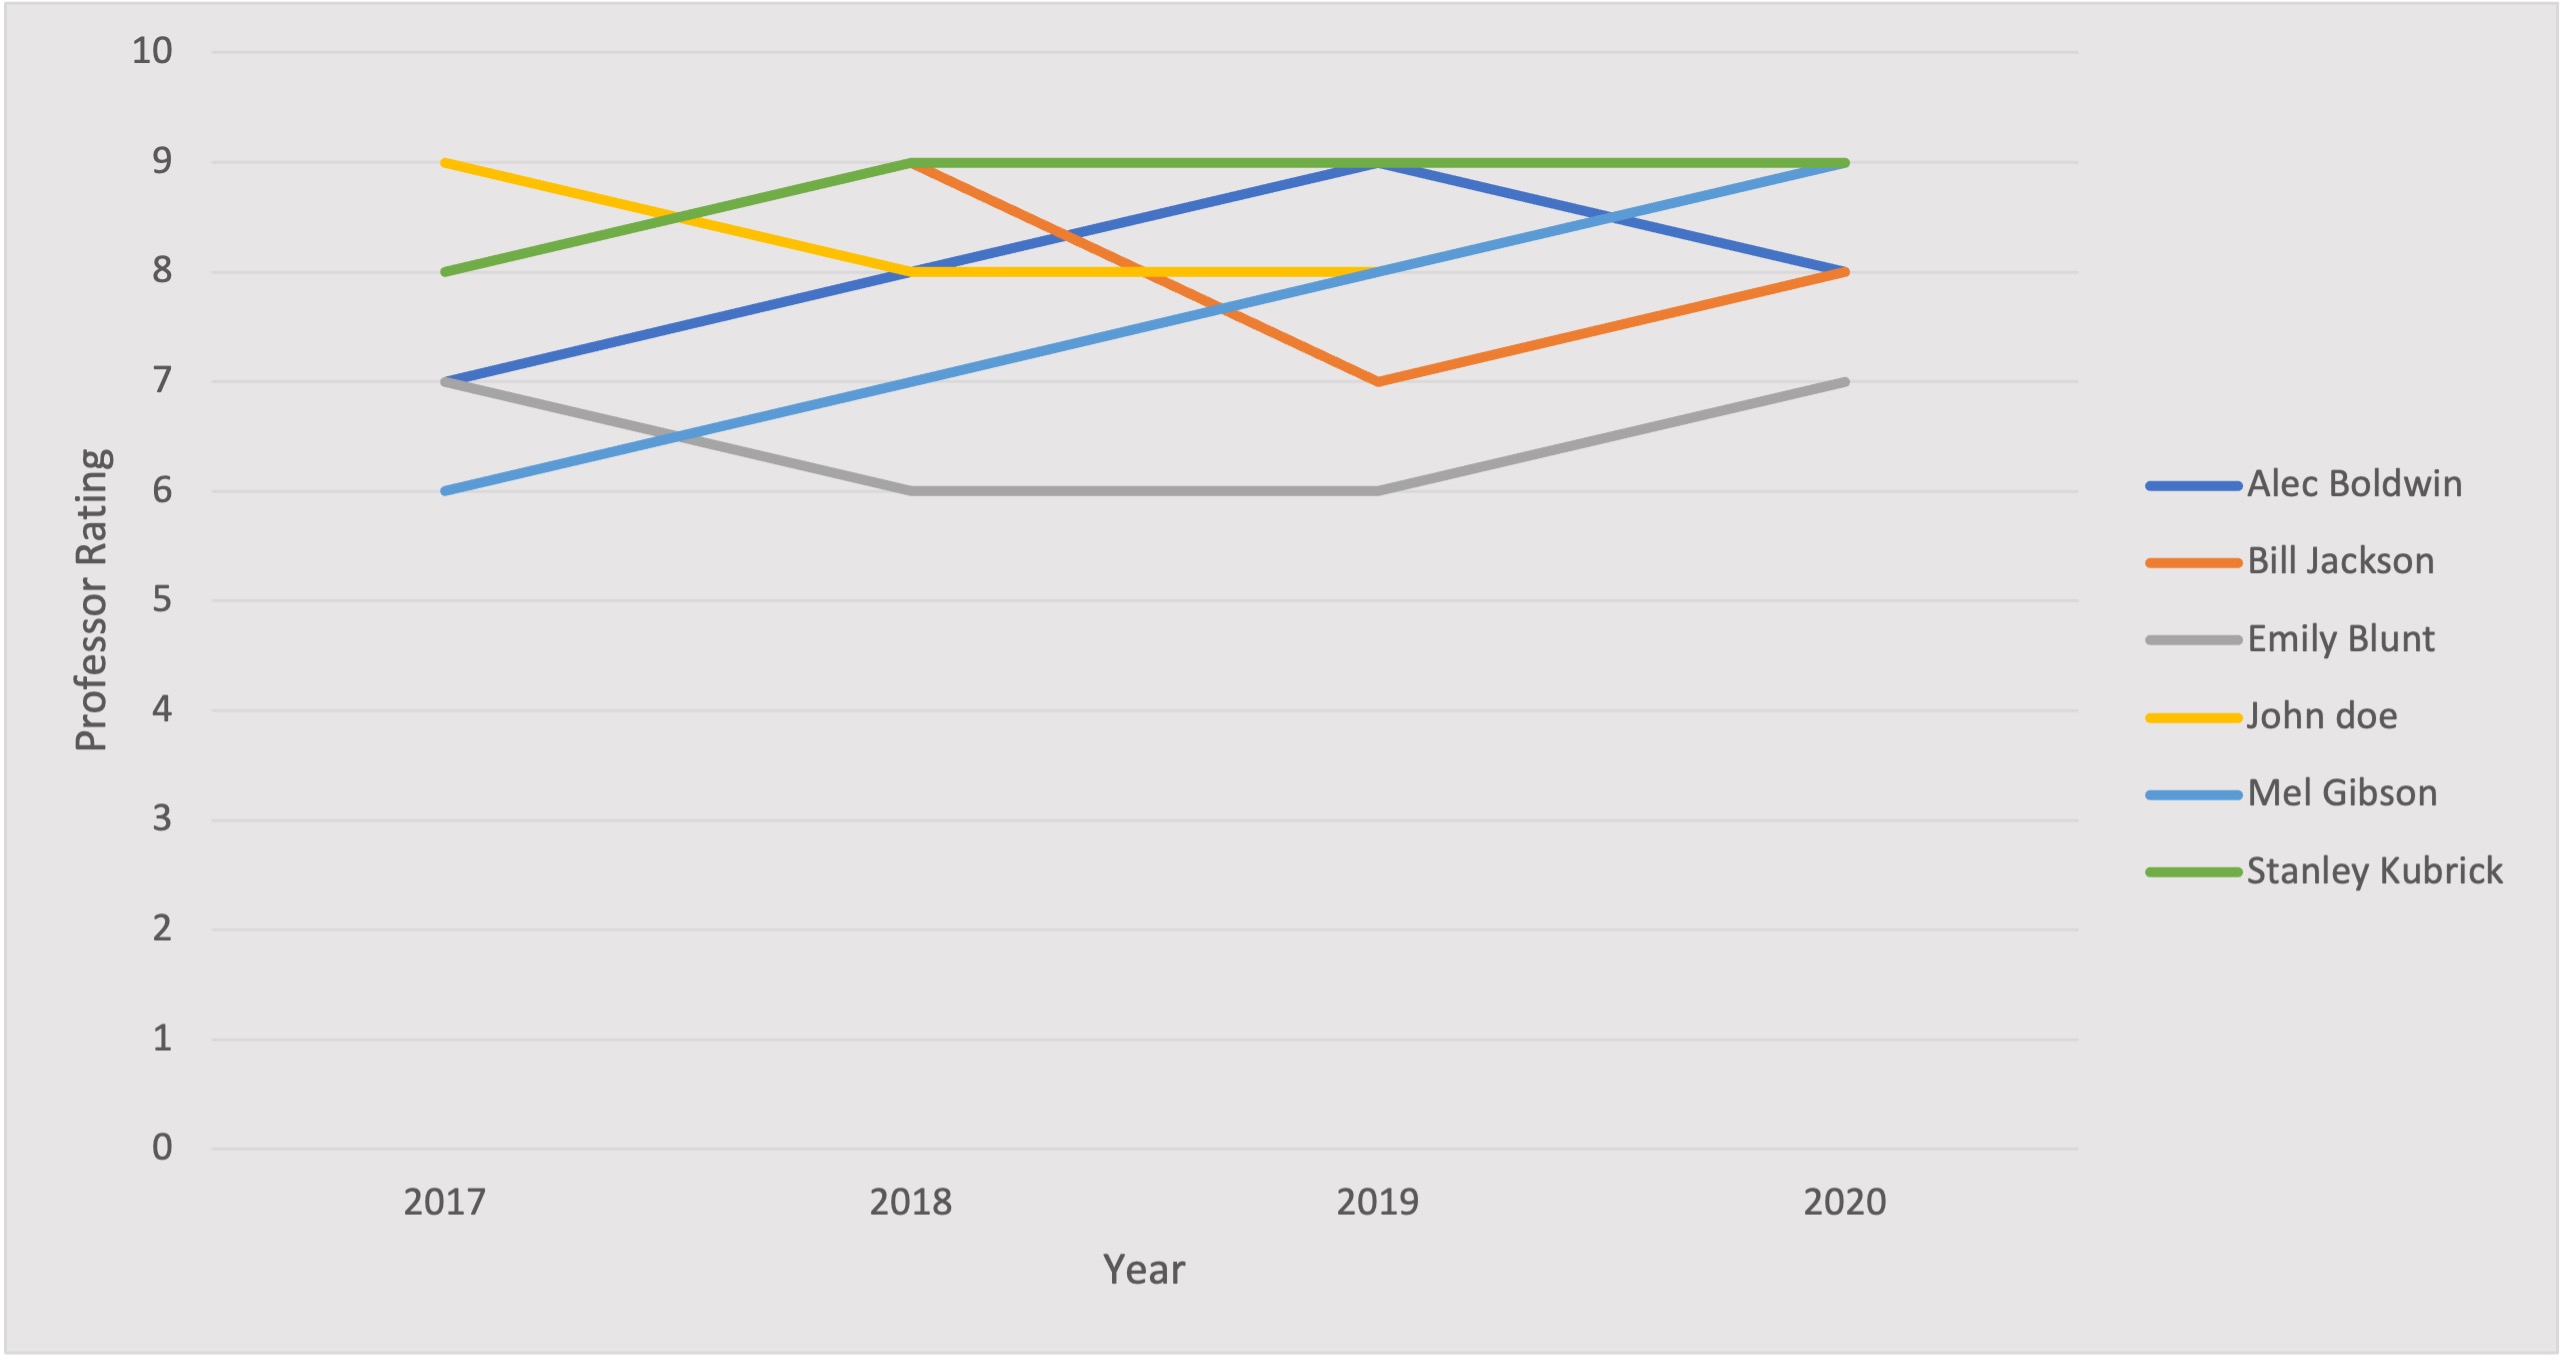 10
9
8
7
6
5
4
3
2
1
0
Professor Rating
2017 2018 2019 2020
Year
Alec Boldwin
Bill Jackson
Emily Blunt
John doe
Mel Gibson
Stanley Kubrick